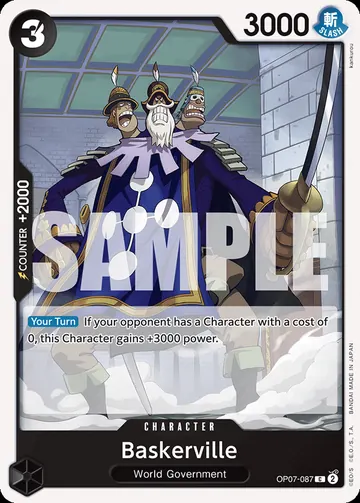 3
3000
斬
SLASH
kankurou
COUNTER +2000
SAMPLE
Your Turn If your opponent has a Character with a cost of
0, this Character gains +3000 power.
CHARACTER
Baskerville
World Government
OP07-087 C 2
©E.O./S. ©E.O./S., T.A. BANDAI MADE IN JAPAN